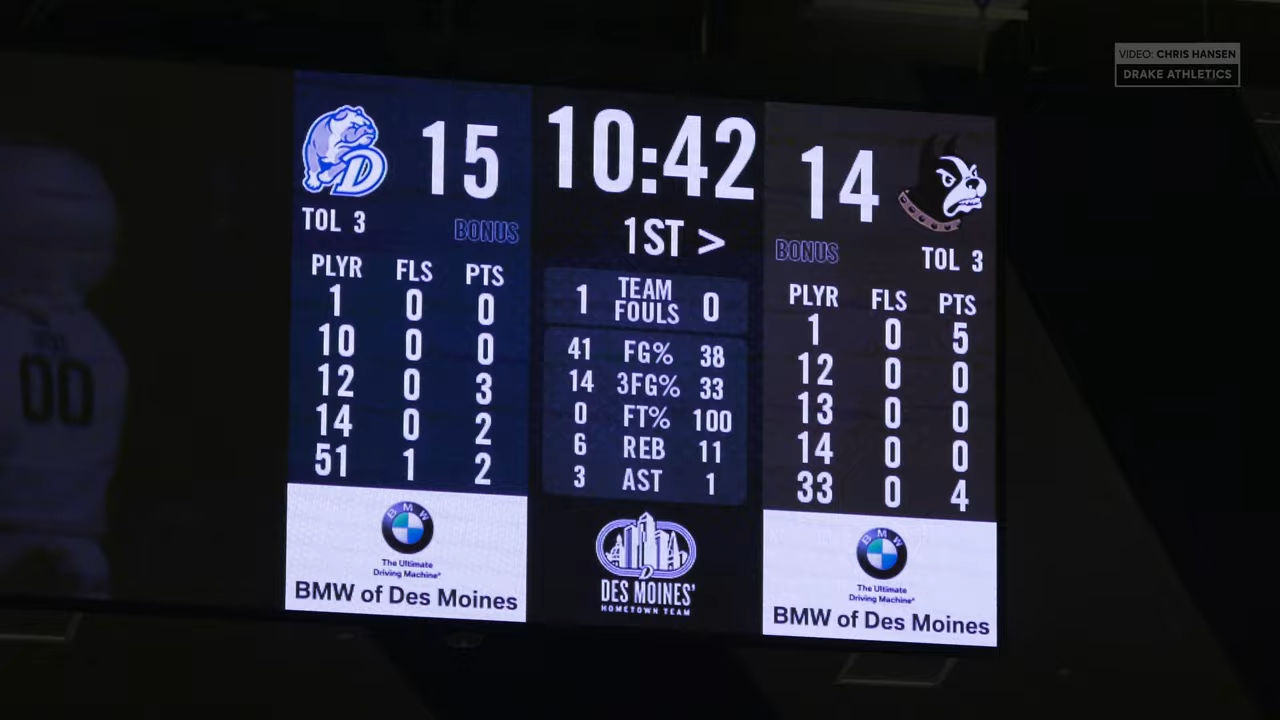 VIDEO: CHRIS HANSEN
DRAKE ATHLETICS
D 15 10:42 14
TOL 3 BONUS 1ST > BONUS TOL 3
PLYR FLS PTS
1 0 0
10 0 0
12 0 3
14 0 2
51 1 2
1 TEAM FOULS 0
41 FG% 38
14 3FG% 33
0 FT% 100
6 REB 11
3 AST 1
PLYR FLS PTS
1 0 5
12 0 0
13 0 0
14 0 0
33 0 4
00
BMW
The Ultimate
Driving Machine®
BMW of Des Moines
D
DES MOINES'
HOMETOWN TEAM
BMW
The Ultimate
Driving Machine®
BMW of Des Moines